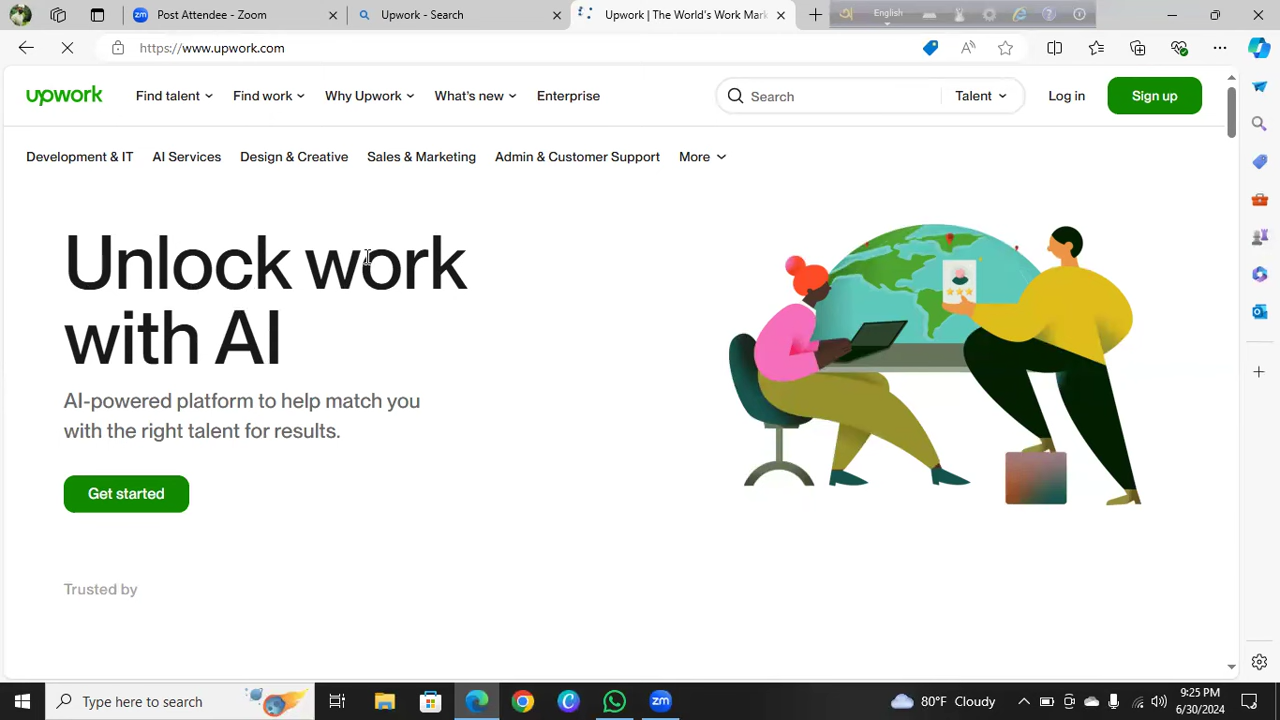 Post Attendee - Zoom
Upwork - Search
Upwork | The World's Work Mark
English
https://www.upwork.com
upwork
Find talent
Find work
Why Upwork
What's new
Enterprise
Search
Talent
Log in
Sign up
Development & IT
AI Services
Design & Creative
Sales & Marketing
Admin & Customer Support
More
Unlock work
with AI
AI-powered platform to help match you
with the right talent for results.
Get started
Trusted by
Type here to search
80°F Cloudy
9:25 PM
6/30/2024